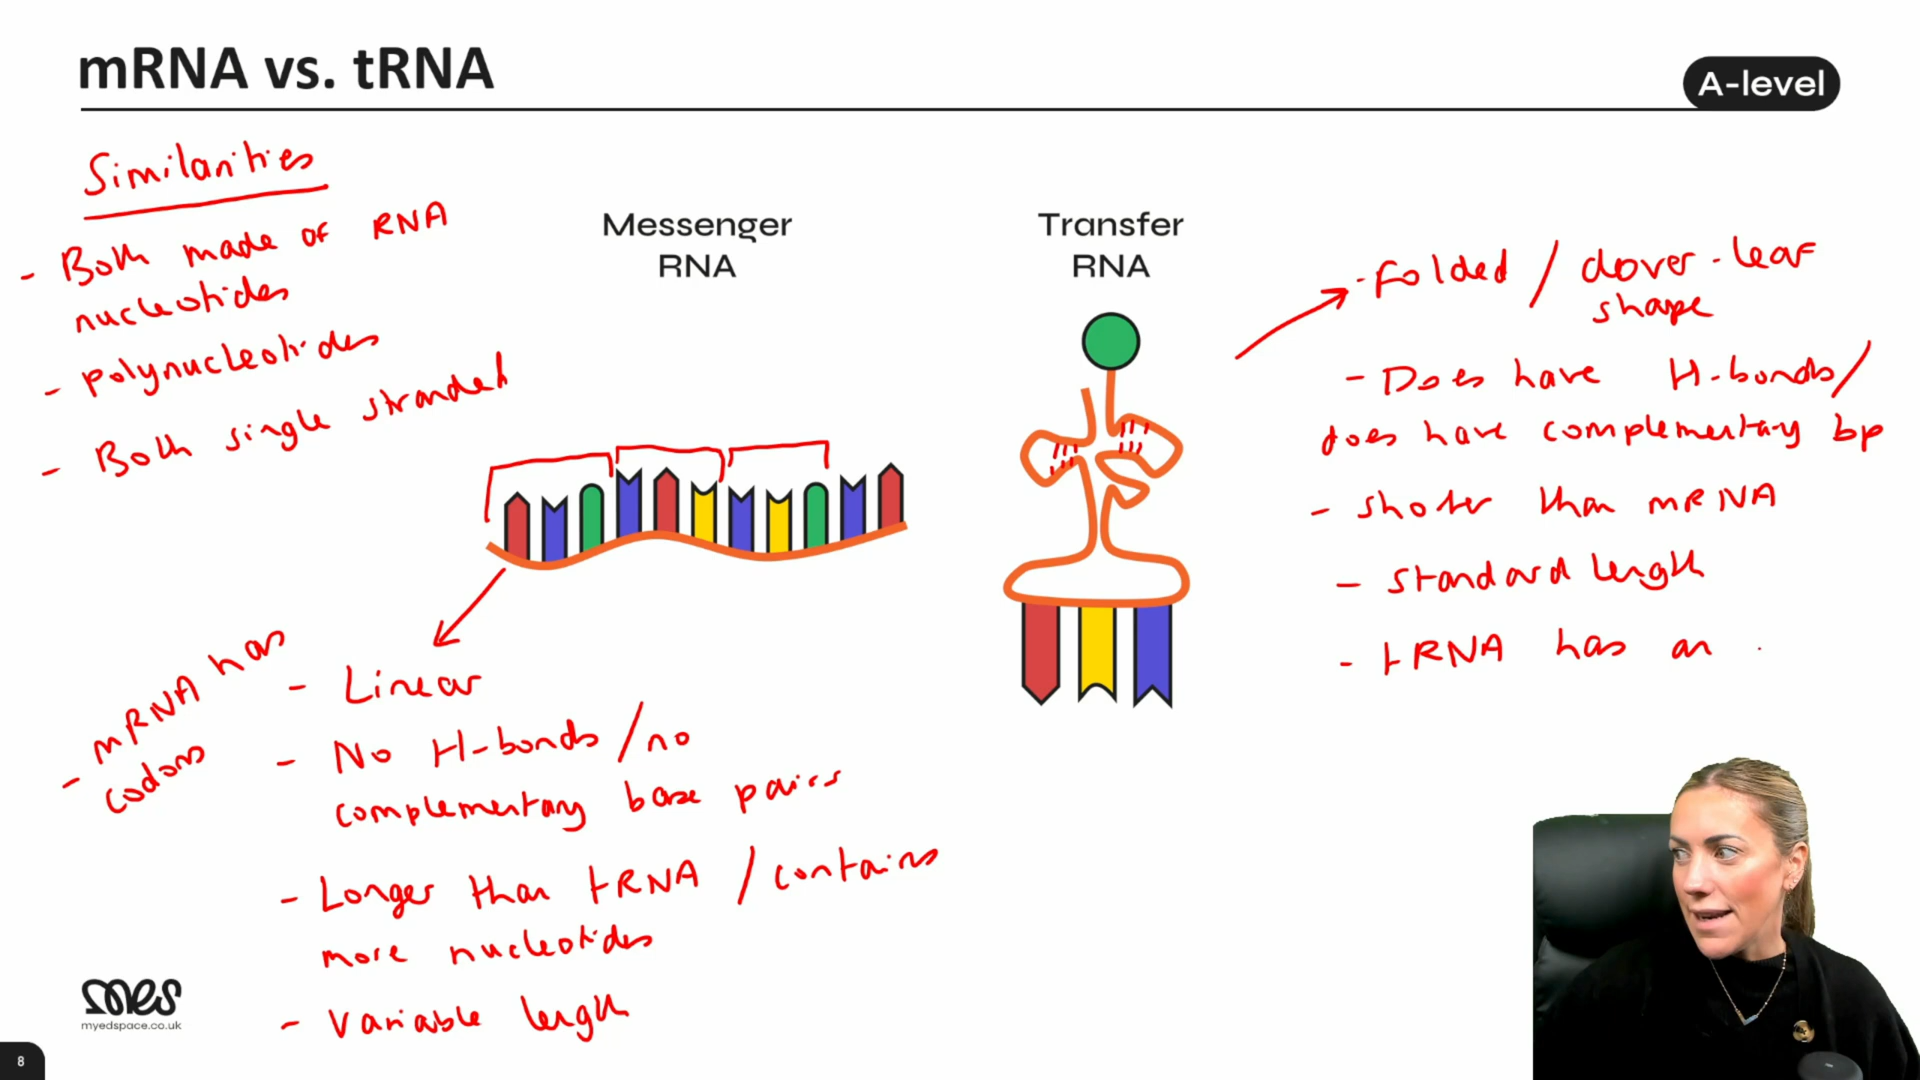 mRNA vs. tRNA
A-level
Similarities
- Both made of RNA
nucleotides
- polynucleotides
- Both single stranded
Messenger
RNA
Transfer
RNA
- Folded / clover-leaf
shape
- Does have H-bonds/
does have complementary bp
- shorter than mRNA
- standard length
- tRNA has an
- mRNA has
codons
- Linear
- No H-bonds / no
complementary base pairs
- Longer than tRNA / contains
more nucleotides
- Variable length
mes
myedspace.co.uk
8